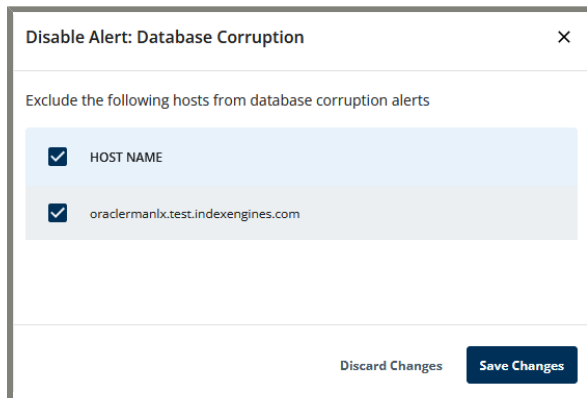 Disable Alert: Database Corruption
Exclude the following hosts from database corruption alerts
HOST NAME
oraclermanlx.test.indexengines.com
Discard Changes
Save Changes